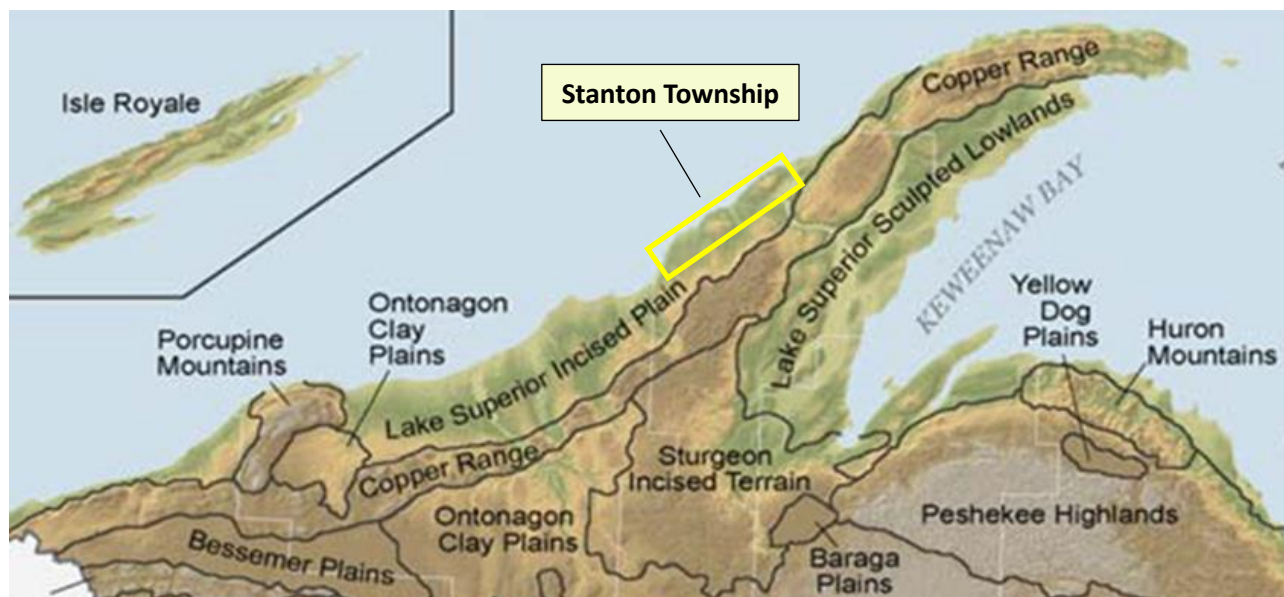 Isle Royale
Stanton Township
Copper Range
Lake Superior Sculpted Lowlands
KEWEENAW BAY
Yellow
Dog
Plains
Huron
Mountains
Ontonagon
Clay
Plains
Porcupine
Mountains
Lake Superior Incised Plain
Copper Range
Sturgeon
Incised Terrain
Ontonagon
Clay Plains
Peshekee Highlands
Bessemer Plains
Baraga
Plains